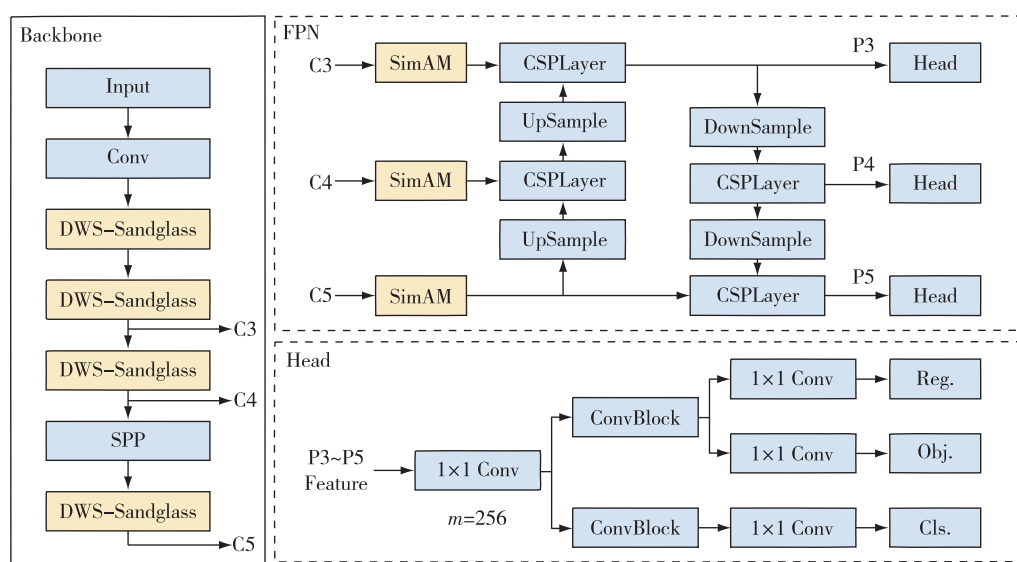 Backbone
Input
Conv
DWS–Sandglass
DWS–Sandglass
C3
DWS–Sandglass
C4
SPP
DWS–Sandglass
C5
FPN
C3 SimAM CSPLayer P3 Head
UpSample DownSample
C4 SimAM CSPLayer CSPLayer P4 Head
UpSample DownSample
C5 SimAM CSPLayer P5 Head
Head
1×1 Conv Reg.
ConvBlock
P3~P5
Feature
1×1 Conv
m=256
1×1 Conv Obj.
ConvBlock 1×1 Conv Cls.